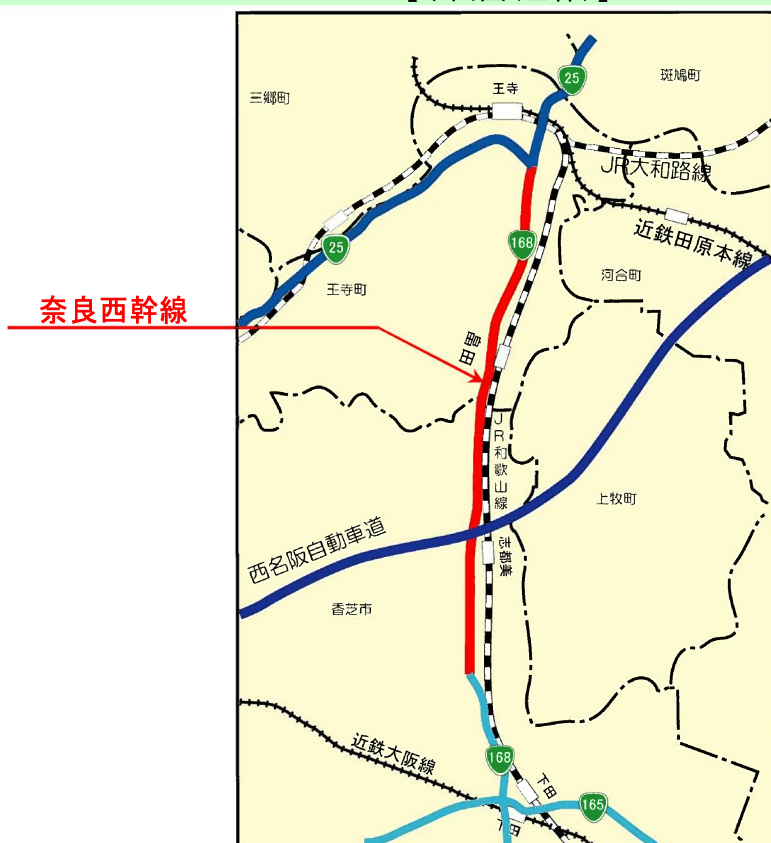 25
斑鳩町
三郷町
王寺
JR大和路線
近鉄田原本線
168
25
河合町
王寺町
奈良西幹線
畠田
JR和歌山線
上牧町
西名阪自動車道
志都美
香芝市
近鉄大阪線
168
下田
165
下田